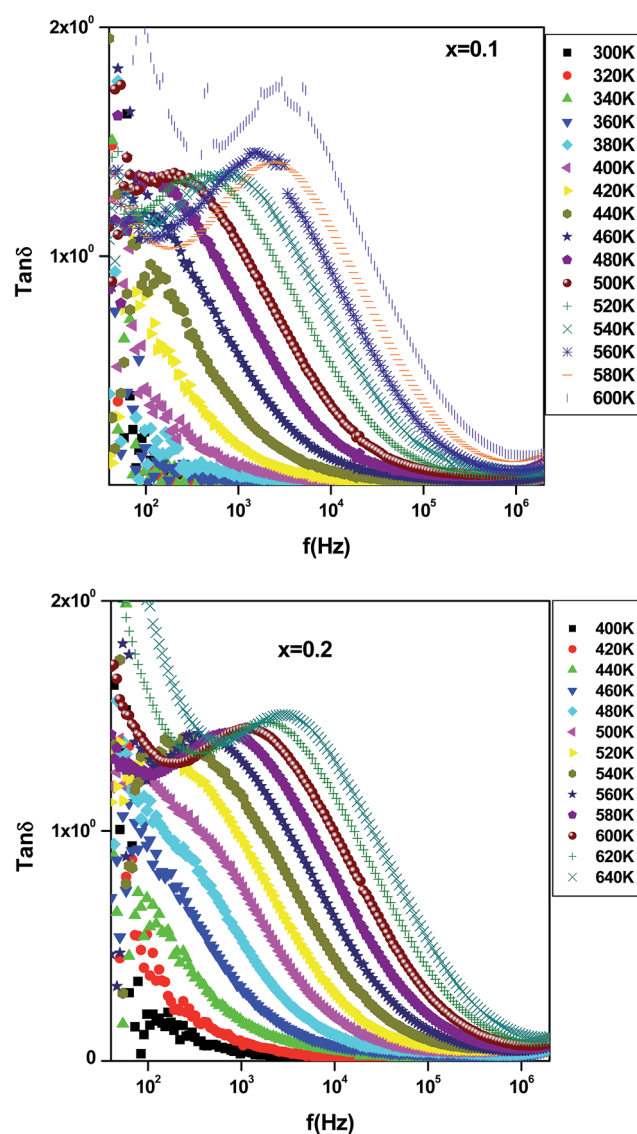 2x10⁰
x=0.1
1x10⁰
Tanδ
10²
10³
10⁴
10⁵
10⁶
f(Hz)
300K
320K
340K
360K
380K
400K
420K
440K
460K
480K
500K
520K
540K
560K
580K
600K
2x10⁰
x=0.2
1x10⁰
Tanδ
0
10²
10³
10⁴
10⁵
10⁶
f(Hz)
400K
420K
440K
460K
480K
500K
520K
540K
560K
580K
600K
620K
640K